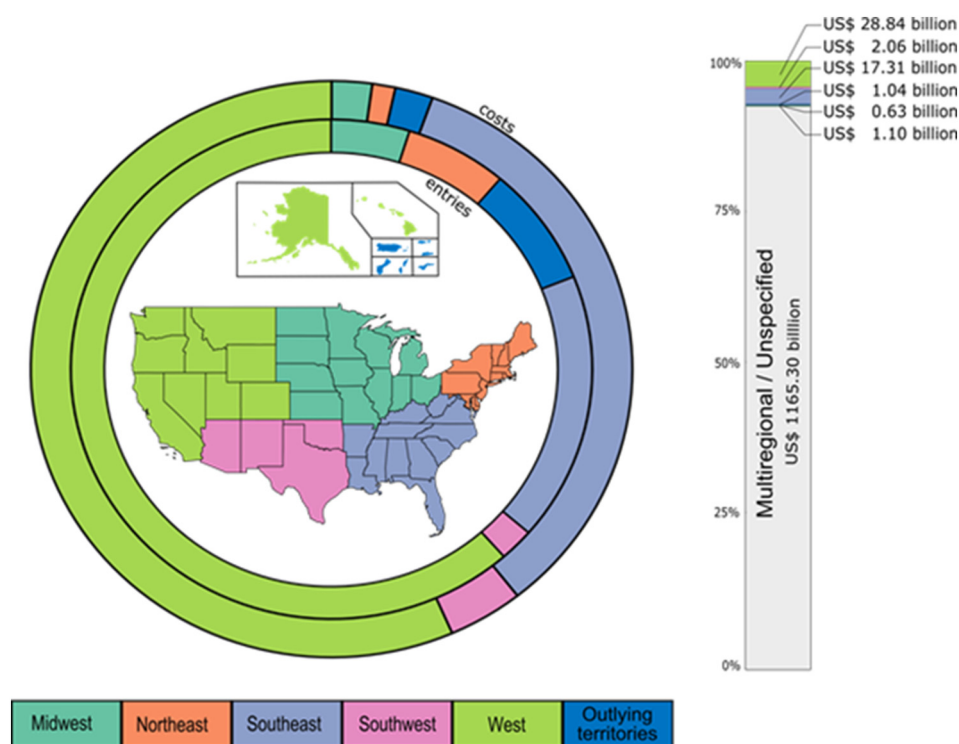 costs
entries
US$ 28.84 billion
US$ 2.06 billion
US$ 17.31 billion
US$ 1.04 billion
US$ 0.63 billion
US$ 1.10 billion
100%
75%
50%
25%
0%
Multiregional / Unspecified
US$ 1165.30 billlion
Midwest
Northeast
Southeast
Southwest
West
Outlying
territories